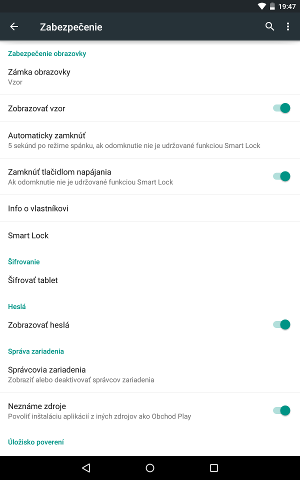 19:47
Zabezpečenie
Zabezpečenie obrazovky
Zámka obrazovky
Vzor
Zobrazovať vzor
Automaticky zamknúť
5 sekúnd po režime spánku, ak odomknutie nie je udržované funkciou Smart Lock
Zamknúť tlačidlom napájania
Ak odomknutie nie je udržované funkciou Smart Lock
Info o vlastníkovi
Smart Lock
Šifrovanie
Šifrovať tablet
Heslá
Zobrazovať heslá
Správa zariadenia
Správcovia zariadenia
Zobraziť alebo deaktivovať správcov zariadenia
Neznáme zdroje
Povoliť inštaláciu aplikácií z iných zdrojov ako Obchod Play
Úložisko poverení